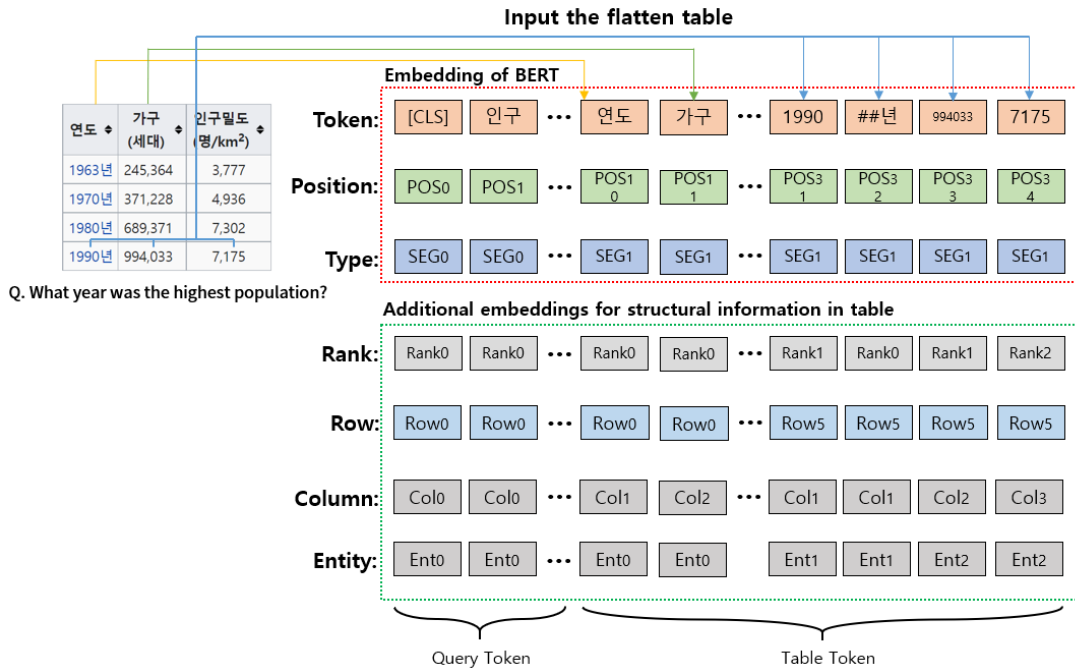 Input the flatten table
Embedding of BERT
Token: [CLS] 인구 ••• 연도 가구 ••• 1990 ##년 994033 7175
Position: POS0 POS1 ••• POS10 POS11 ••• POS31 POS32 POS33 POS34
Type: SEG0 SEG0 ••• SEG1 SEG1 ••• SEG1 SEG1 SEG1 SEG1
연도 가구 (세대) 인구밀도 (명/km²)
1963년 245,364 3,777
1970년 371,228 4,936
1980년 689,371 7,302
1990년 994,033 7,175
Q. What year was the highest population?
Additional embeddings for structural information in table
Rank: Rank0 Rank0 ••• Rank0 Rank0 ••• Rank1 Rank0 Rank1 Rank2
Row: Row0 Row0 ••• Row0 Row0 ••• Row5 Row5 Row5 Row5
Column: Col0 Col0 ••• Col1 Col2 ••• Col1 Col1 Col2 Col3
Entity: Ent0 Ent0 ••• Ent0 Ent0 Ent1 Ent1 Ent2 Ent2
Query Token
Table Token